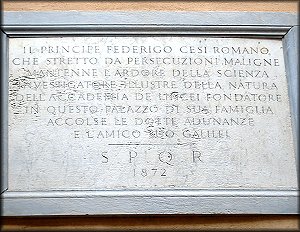 IL PRINCIPE FEDERIGO CESI ROMANO
CHE STRETTO DA PERSECUZIONI MALIGNE
MANTENNE L'ARDORE DELLA SCIENZA
INVESTIGATORE ILLUSTRE DELLA NATURA
DELL'ACCADEMIA DE LINCEI FONDATORE
IN QUESTO PALAZZO DI SUA FAMIGLIA
ACCOLSE LE DOTTE ADUNANZE
E L'AMICO SUO GALILEI
S P Q R
1872